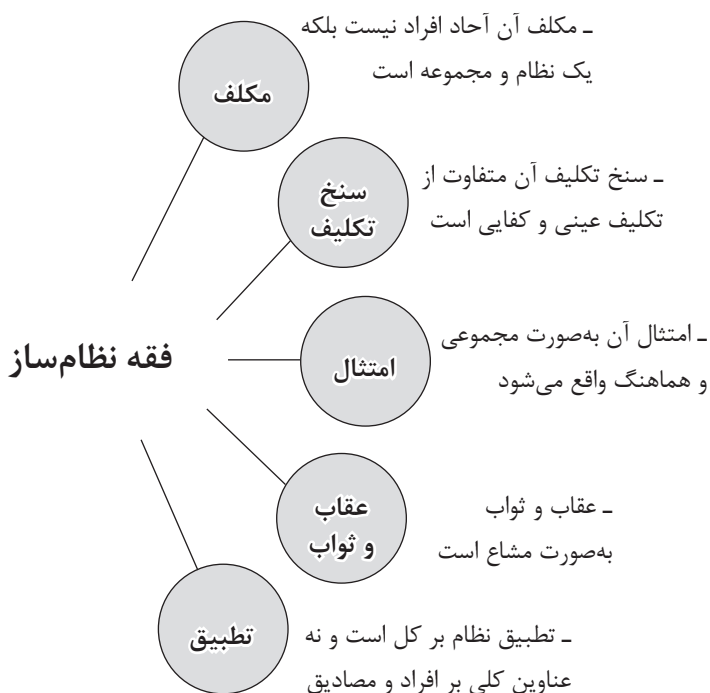 فقه نظام‌ساز
مکلف
ـ مکلف آن آحاد افراد نیست بلکه
یک نظام و مجموعه است
سنخ
تکلیف
ـ سنخ تکلیف آن متفاوت از
تکلیف عینی و کفایی است
امتثال
ـ امتثال آن به‌صورت مجموعی
و هماهنگ واقع می‌شود
عقاب
و ثواب
ـ عقاب و ثواب
به‌صورت مشاع است
تطبیق
ـ تطبیق نظام بر کل است و نه
عناوین کلی بر افراد و مصادیق